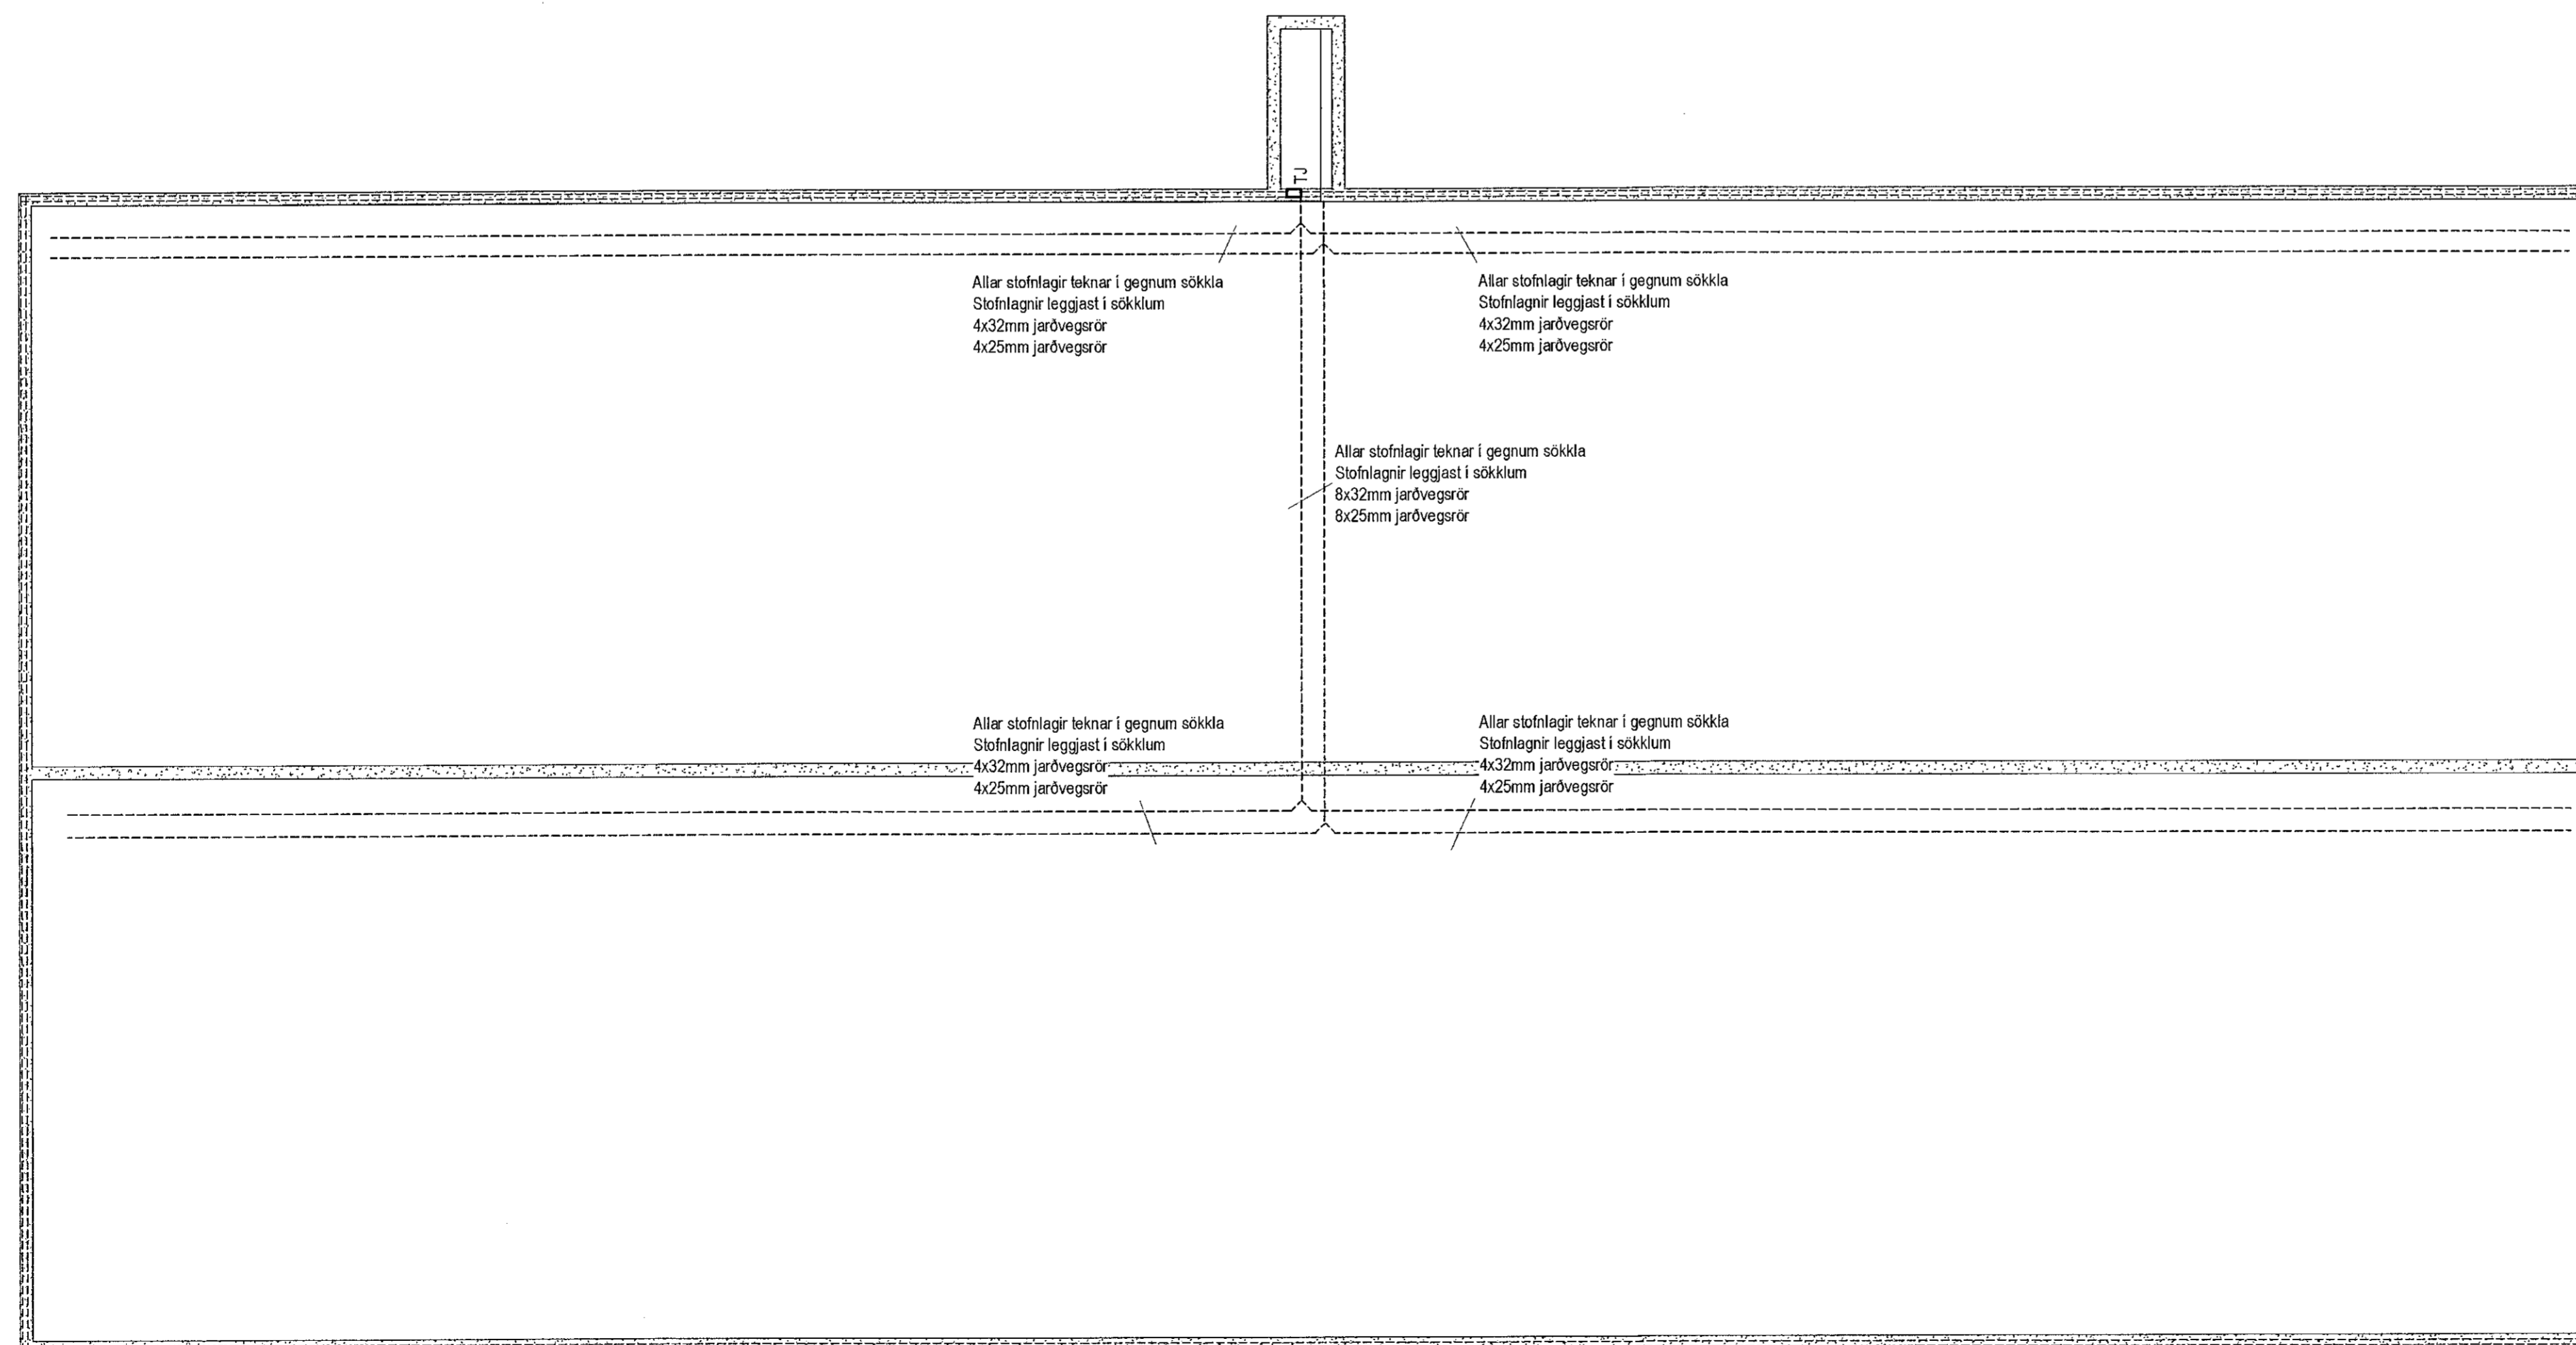 TJ
Allar stofnlagir teknar í gegnum sökkla
Stofnlagnir leggjast í sökklum
4x32mm jarðvegsrör
4x25mm jarðvegsrör
Allar stofnlagir teknar í gegnum sökkla
Stofnlagnir leggjast í sökklum
4x32mm jarðvegsrör
4x25mm jarðvegsrör
Allar stofnlagir teknar í gegnum sökkla
Stofnlagnir leggjast í sökklum
8x32mm jarðvegsrör
8x25mm jarðvegsrör
Allar stofnlagir teknar í gegnum sökkla
Stofnlagnir leggjast í sökklum
4x32mm jarðvegsrör
4x25mm jarðvegsrör
Allar stofnlagir teknar í gegnum sökkla
Stofnlagnir leggjast í sökklum
4x32mm jarðvegsrör
4x25mm jarðvegsrör